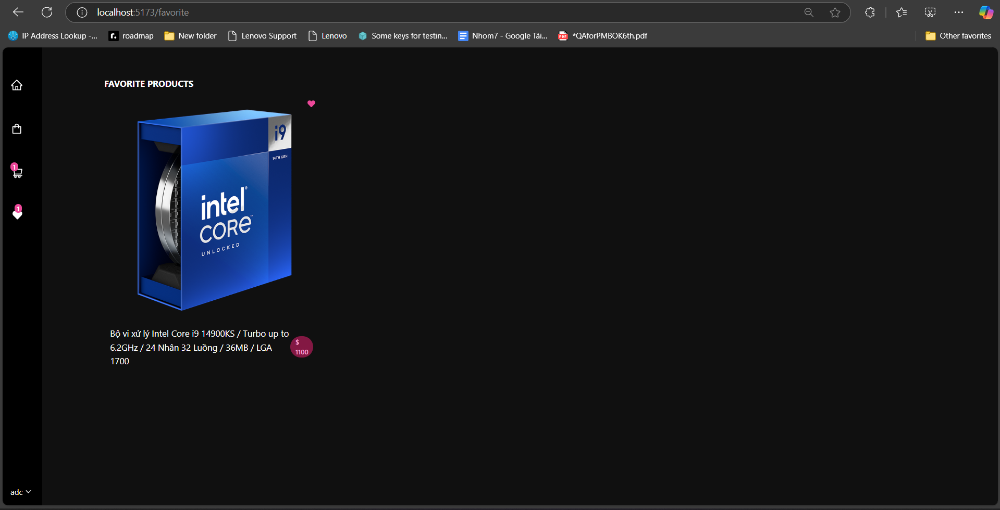 localhost:5173/favorite
IP Address Lookup -...
roadmap
New folder
Lenovo Support
Lenovo
Some keys for testin...
Nhom7 - Google Tài...
PDF
*QAforPMBOK6th.pdf
Other favorites
FAVORITE PRODUCTS
i9
14TH GEN
intel®
CORE™
UNLOCKED
1
1
Bộ vi xử lý Intel Core i9 14900KS / Turbo up to
6.2GHz / 24 Nhân 32 Luồng / 36MB / LGA
1700
$
1100
adc